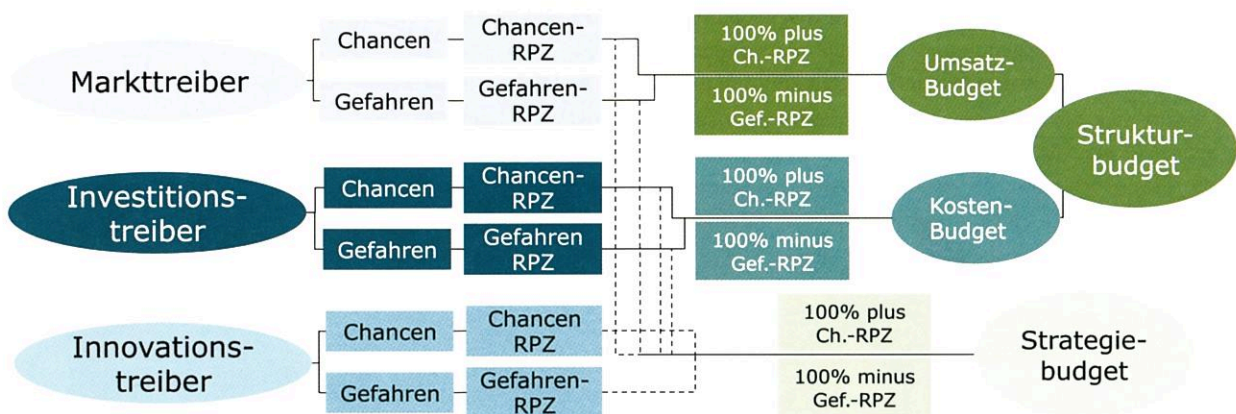 Markttreiber
Chancen
Chancen-
RPZ
Gefahren
Gefahren-
RPZ
100% plus
Ch.-RPZ
100% minus
Gef.-RPZ
Umsatz-
Budget
Struktur-
budget
Investitions-
treiber
Chancen
Chancen-
RPZ
Gefahren
Gefahren
RPZ
100% plus
Ch.-RPZ
100% minus
Gef.-RPZ
Kosten-
Budget
Innovations-
treiber
Chancen
Chancen
RPZ
Gefahren
Gefahren-
RPZ
100% plus
Ch.-RPZ
100% minus
Gef.-RPZ
Strategie-
budget